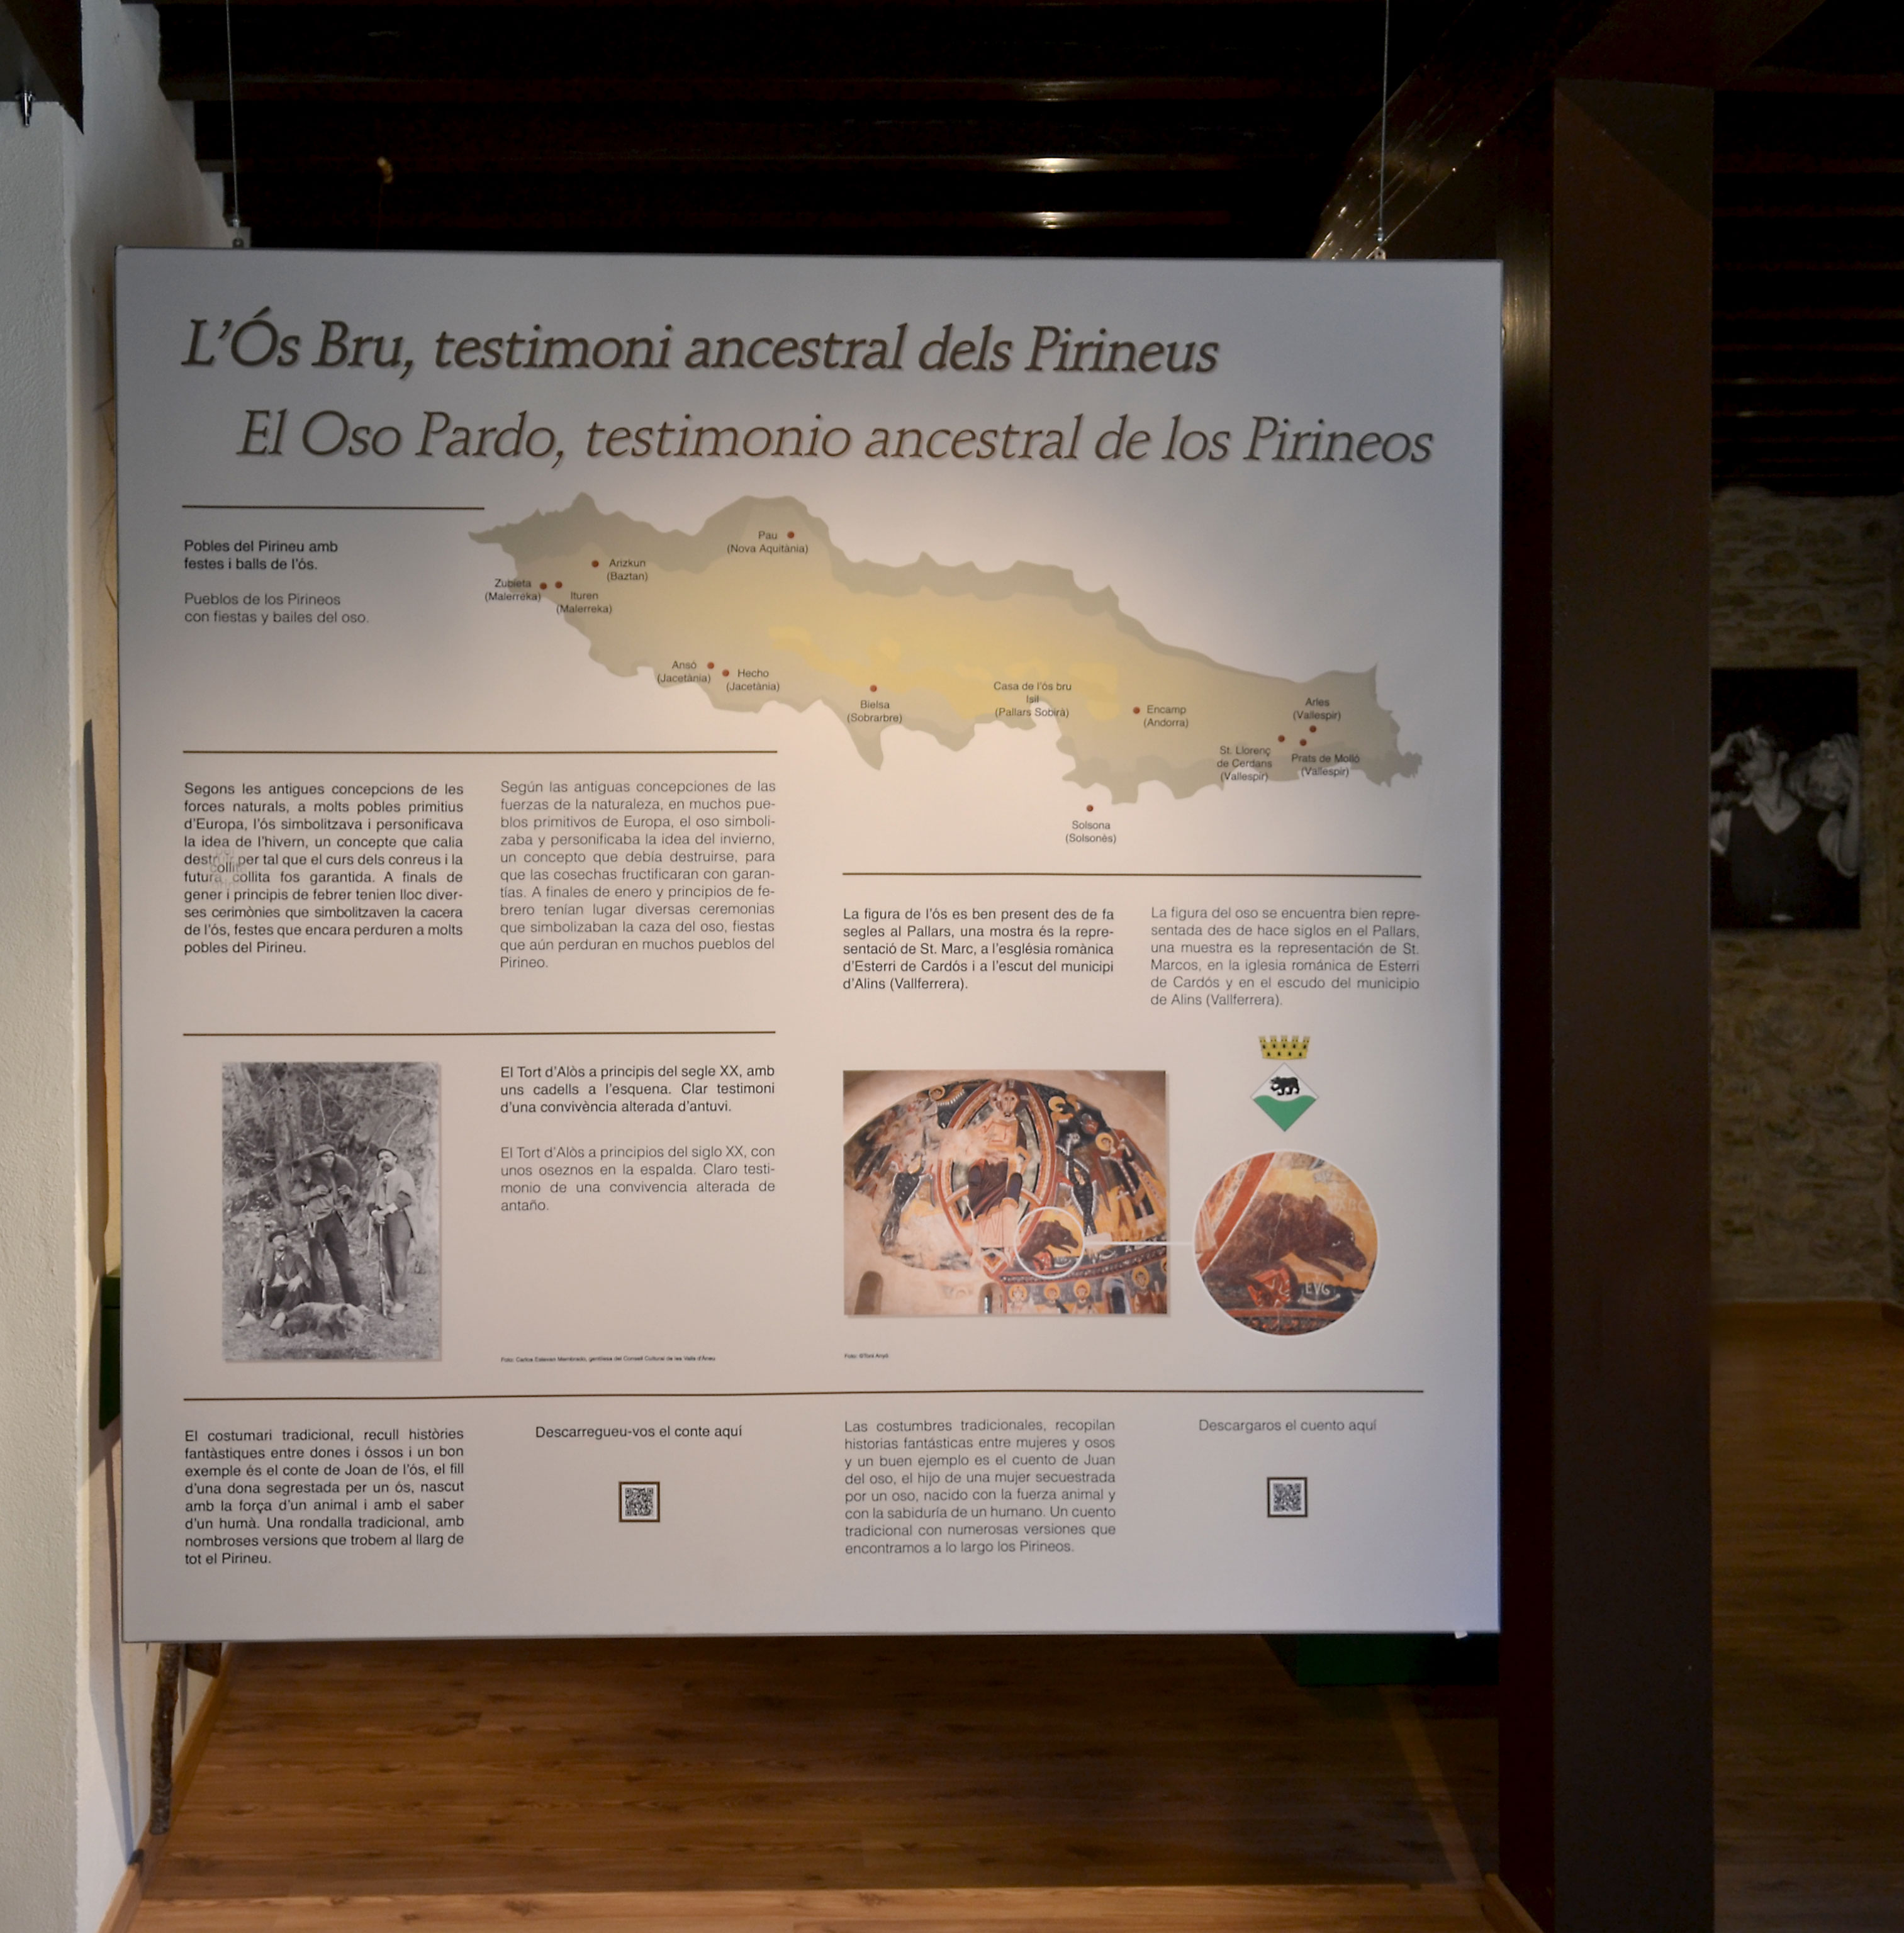 L'Ós Bru, testimoni ancestral dels Pirineus
El Oso Pardo, testimonio ancestral de los Pirineos
Pobles del Pirineu amb
festes i balls de l'ós.
Pueblos de los Pirineos
con fiestas y bailes del oso.
Pau
(Nova Aquitània)
Arizkun
(Baztan)
Zubieta
(Malerreka)
Ituren
(Malerreka)
Ansó
(Jacetània)
Hecho
(Jacetània)
Bielsa
(Sobrarbre)
Casa de l'ós bru
Isil
(Pallars Sobirà)
Encamp
(Andorra)
Arles
(Vallespir)
St. Llorenç
de Cerdans
(Vallespir)
Prats de Molló
(Vallespir)
Solsona
(Solsonès)
Segons les antigues concepcions de les
forces naturals, a molts pobles primitius
d'Europa, l'ós simbolitzava i personificava
la idea de l'hivern, un concepte que calia
destruir per tal que el curs dels conreus i la
futura collita fos garantida. A finals de
gener i principis de febrer tenien lloc diver-
ses cerimònies que simbolitzaven la cacera
de l'ós, festes que encara perduren a molts
pobles del Pirineu.
Según las antiguas concepciones de las
fuerzas de la naturaleza, en muchos pue-
blos primitivos de Europa, el oso simboli-
zaba y personificaba la idea del invierno,
un concepto que debía destruirse, para
que las cosechas fructificaran con garan-
tías. A finales de enero y principios de fe-
brero tenían lugar diversas ceremonias
que simbolizaban la caza del oso, fiestas
que aún perduran en muchos pueblos del
Pirineo.
La figura de l'ós es ben present des de fa
segles al Pallars, una mostra és la repre-
sentació de St. Marc, a l'església romànica
d'Esterri de Cardós i a l'escut del municipi
d'Alins (Vallferrera).
La figura del oso se encuentra bien repre-
sentada des de hace siglos en el Pallars,
una muestra es la representación de St.
Marcos, en la iglesia románica de Esterri
de Cardós y en el escudo del municipio
de Alins (Vallferrera).
El Tort d'Alòs a principis del segle XX, amb
uns cadells a l'esquena. Clar testimoni
d'una convivència alterada d'antuvi.
El Tort d'Alòs a principios del siglo XX, con
unos oseznos en la espalda. Claro testi-
monio de una convivencia alterada de
antaño.
Foto: Carlos Estevan Membrado, gentilesa del Consell Cultural de les Valls d'Àneu
EVG
Foto: ©Toni Anyó
El costumari tradicional, recull històries
fantàstiques entre dones i óssos i un bon
exemple és el conte de Joan de l'ós, el fill
d'una dona segrestada per un ós, nascut
amb la força d'un animal i amb el saber
d'un humà. Una rondalla tradicional, amb
nombroses versions que trobem al llarg de
tot el Pirineu.
Descarregueu-vos el conte aquí
Las costumbres tradicionales, recopilan
historias fantásticas entre mujeres y osos
y un buen ejemplo es el cuento de Juan
del oso, el hijo de una mujer secuestrada
por un oso, nacido con la fuerza animal y
con la sabiduría de un humano. Un cuento
tradicional con numerosas versiones que
encontramos a lo largo los Pirineos.
Descargaros el cuento aquí